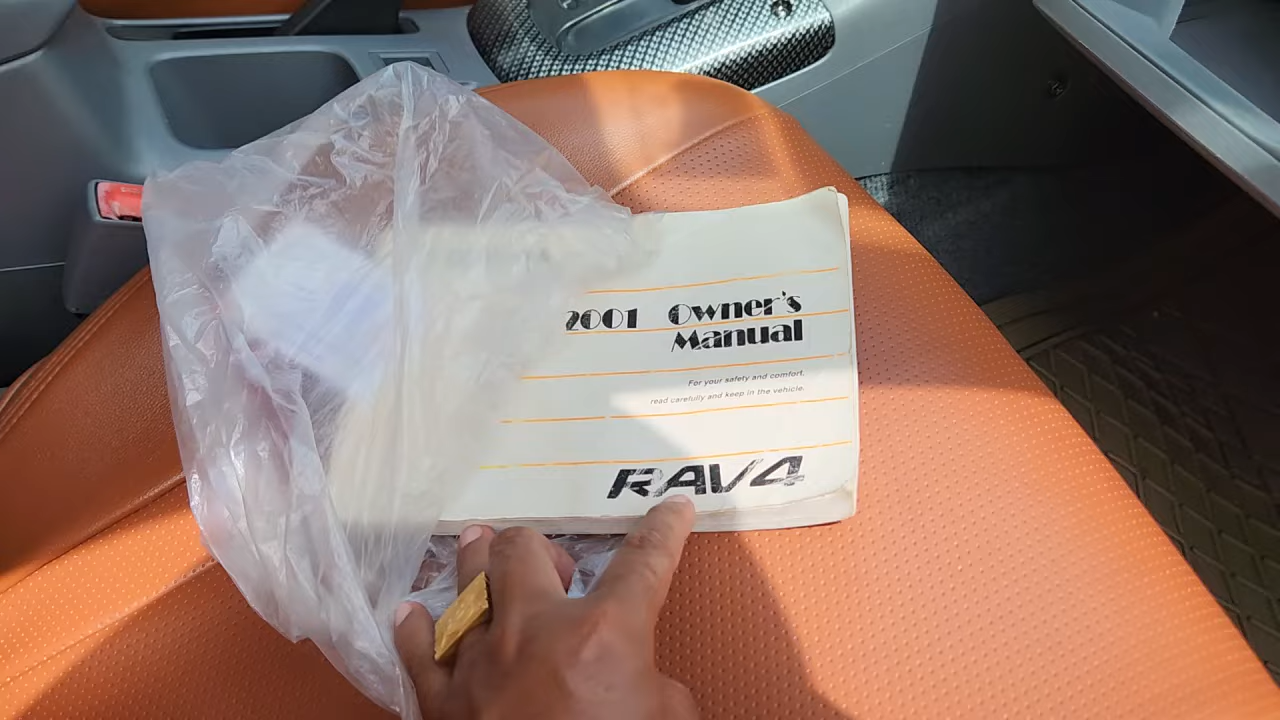 2001 Owner's
Manual
For your safety and comfort,
read carefully and keep in the vehicle.
RAV4